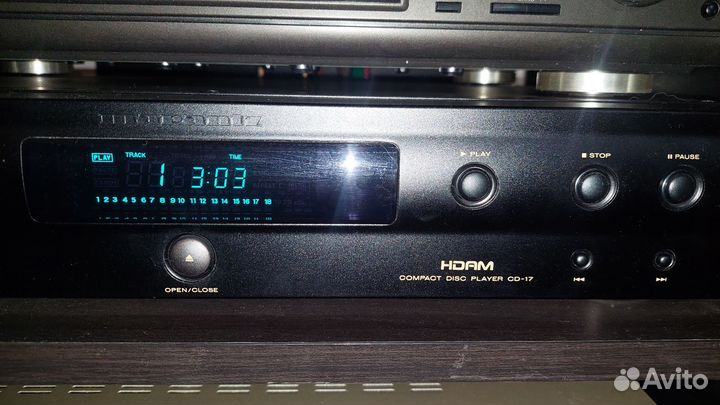 marantz
PLAY TRACK TIME
1 3:03
1 2 3 4 5 6 7 8 9 10 11 12 13 14 15 16 17 18
▶ PLAY
■ STOP
II PAUSE
OPEN/CLOSE
HDAM
COMPACT DISC PLAYER CD-17
Avito